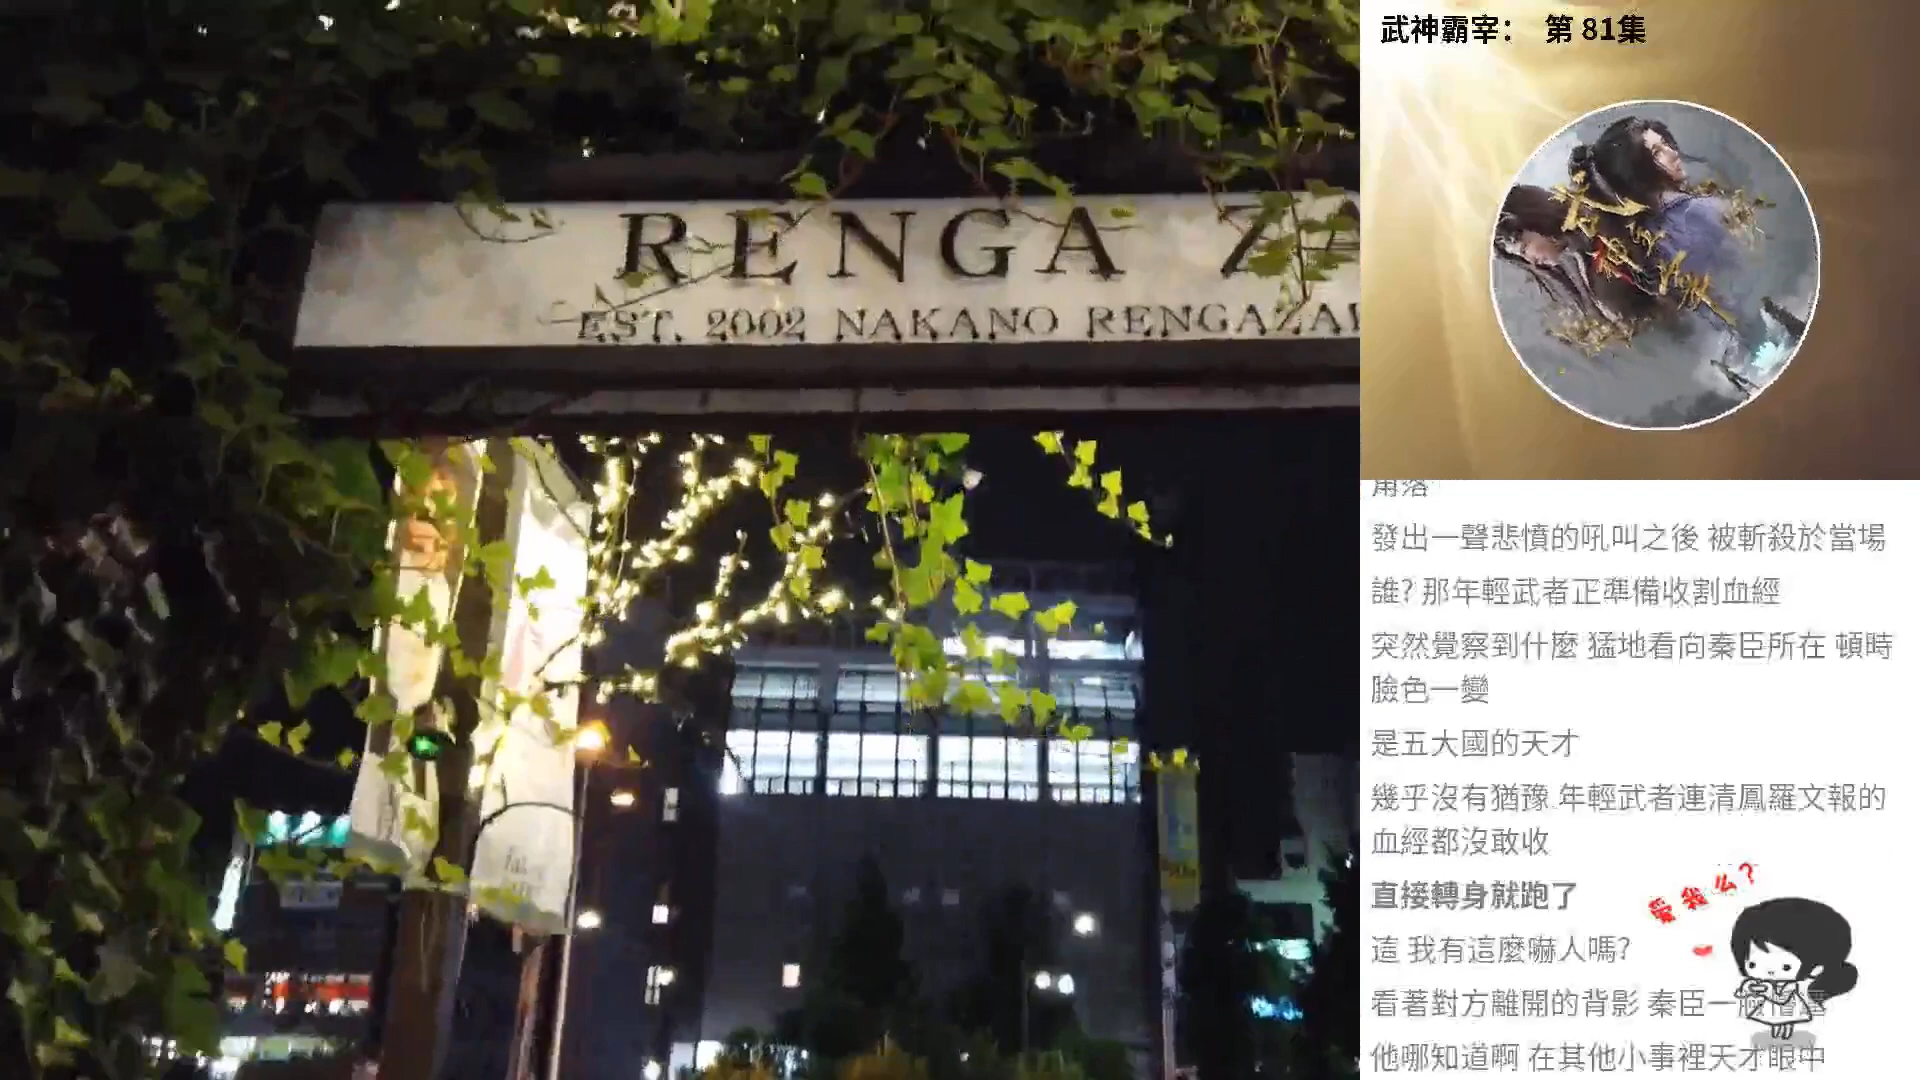 RENGA ZA
EST. 2002 NAKANO RENGAZA
武神霸宰： 第 81集
角落
發出一聲悲憤的吼叫之後 被斬殺於當場
誰? 那年輕武者正準備收割血經
突然覺察到什麼 猛地看向秦臣所在 頓時
臉色一變
是五大國的天才
幾乎沒有猶豫 年輕武者連清鳳羅文報的
血經都沒敢收
直接轉身就跑了
愛我么?
這 我有這麼嚇人嗎?
看著對方離開的背影 秦臣一臉
他哪知道啊 在其他小事裡天才眼中